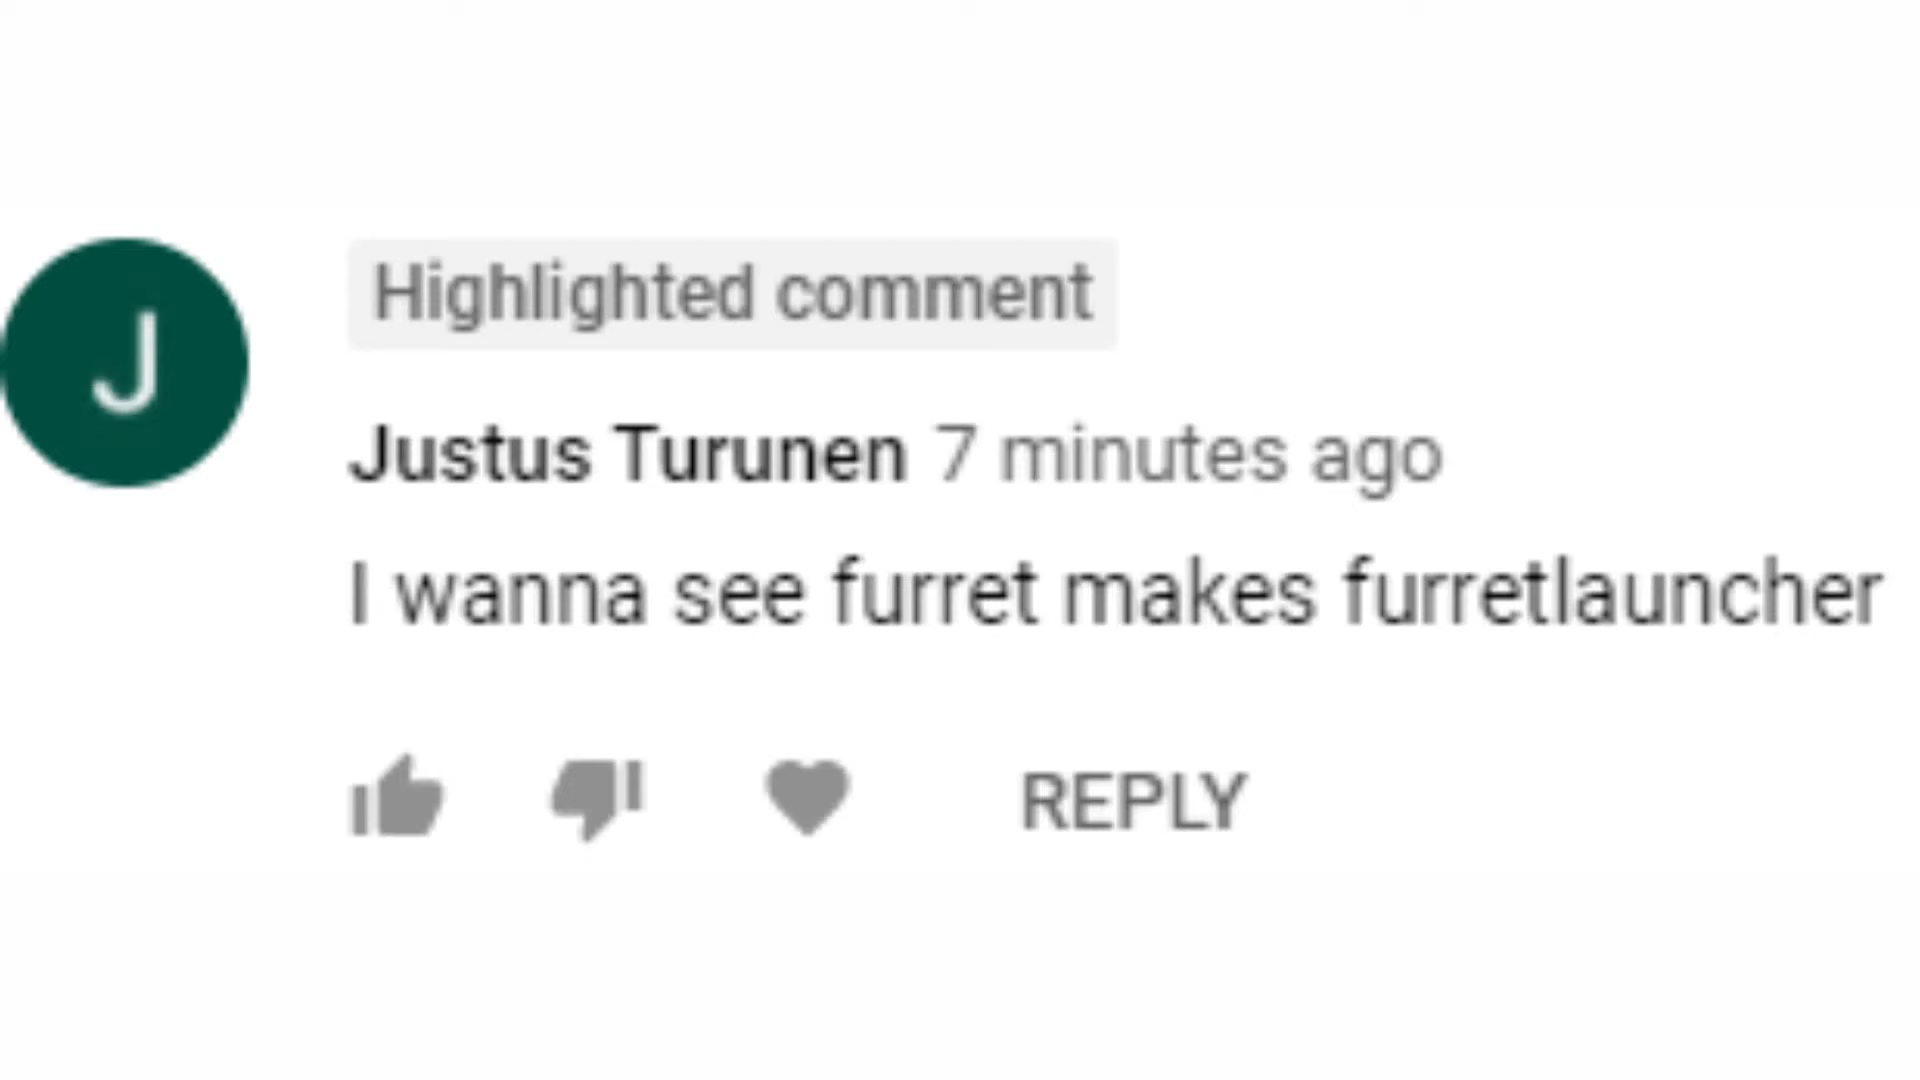 J
Highlighted comment
Justus Turunen 7 minutes ago
I wanna see furret makes furretlauncher
REPLY